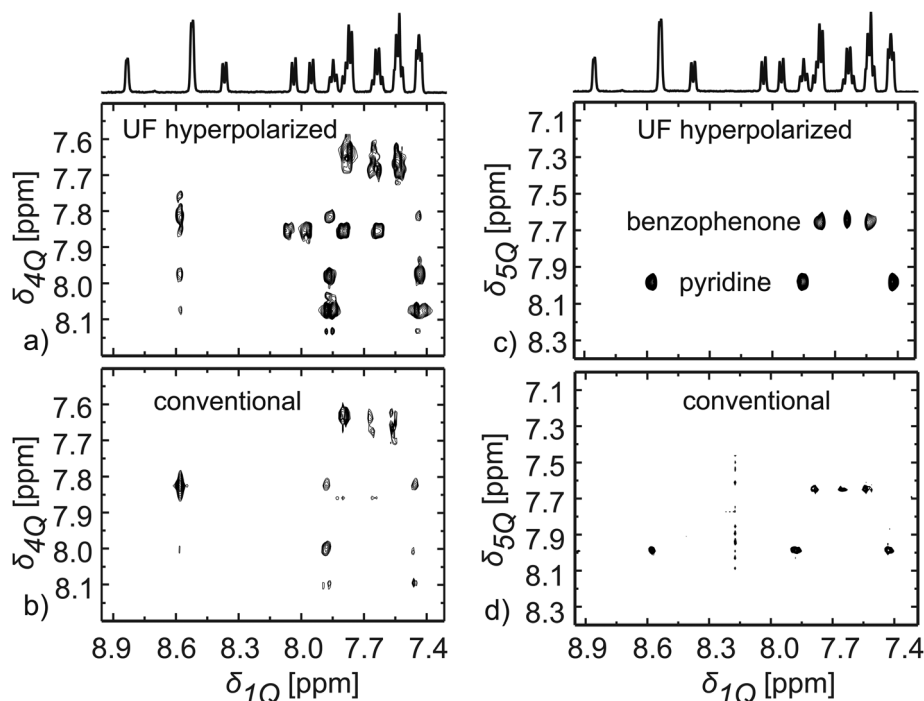 UF hyperpolarized
7.6
7.7
7.8
7.9
8.0
8.1
δ4Q [ppm]
a)
UF hyperpolarized
benzophenone
pyridine
7.1
7.3
7.5
7.7
7.9
8.1
8.3
δ5Q [ppm]
c)
conventional
7.6
7.7
7.8
7.9
8.0
8.1
δ4Q [ppm]
b)
8.9 8.6 8.3 8.0 7.7 7.4
δ1Q [ppm]
conventional
7.1
7.3
7.5
7.7
7.9
8.1
8.3
δ5Q [ppm]
d)
8.9 8.6 8.3 8.0 7.7 7.4
δ1Q [ppm]